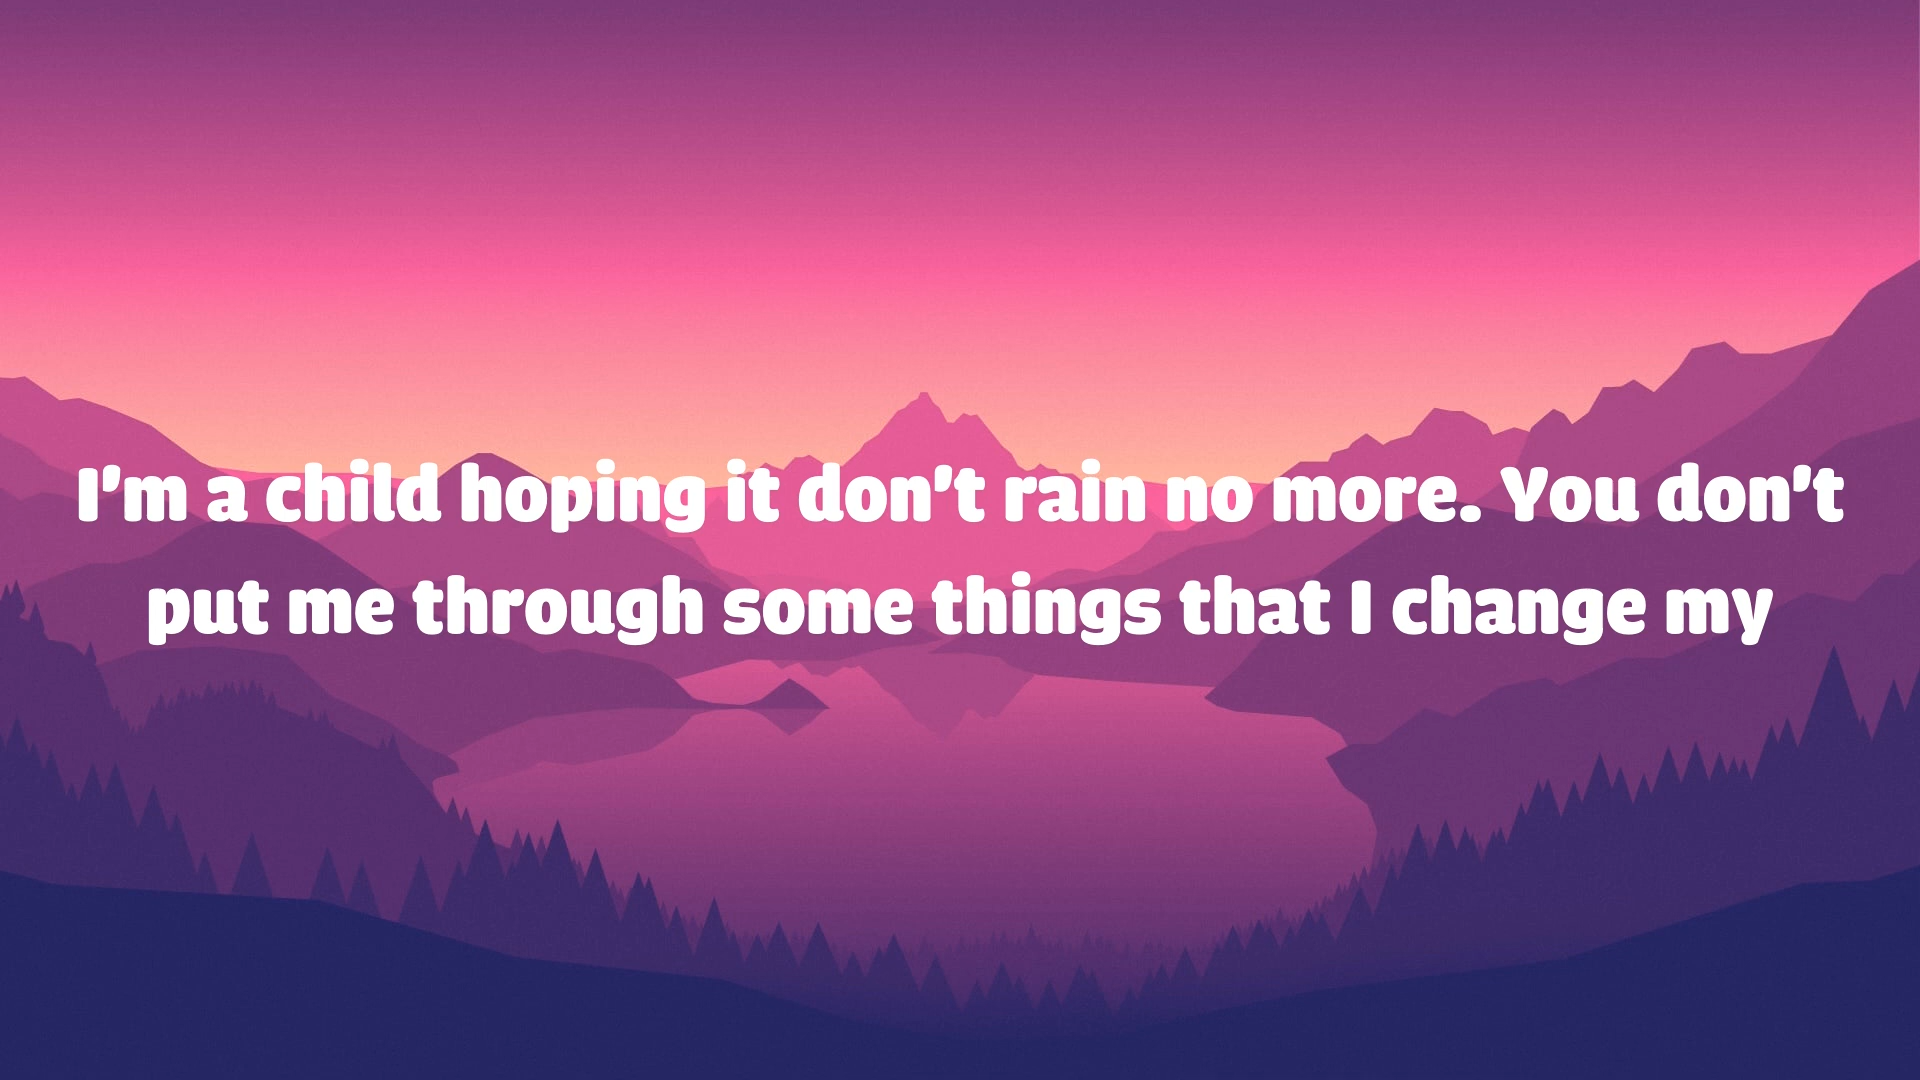 I'm a child hoping it don't rain no more. You don't
put me through some things that I change my